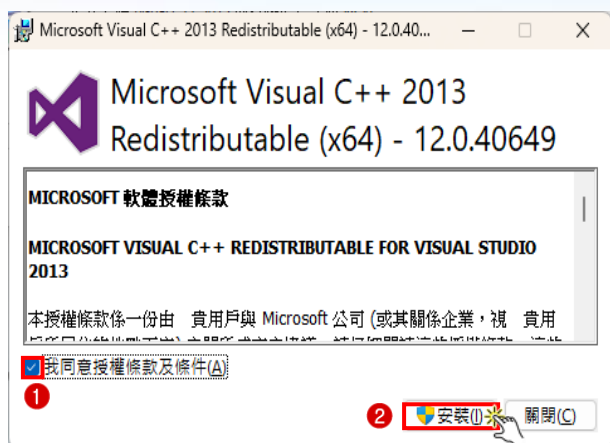 Microsoft Visual C++ 2013 Redistributable (x64) - 12.0.40...
Microsoft Visual C++ 2013
Redistributable (x64) - 12.0.40649
MICROSOFT 軟體授權條款
MICROSOFT VISUAL C++ REDISTRIBUTABLE FOR VISUAL STUDIO
2013
本授權條款係一份由 貴用戶與 Microsoft 公司 (或其關係企業，視 貴用
我同意授權條款及條件(A)
1
2 安裝(I) 關閉(C)